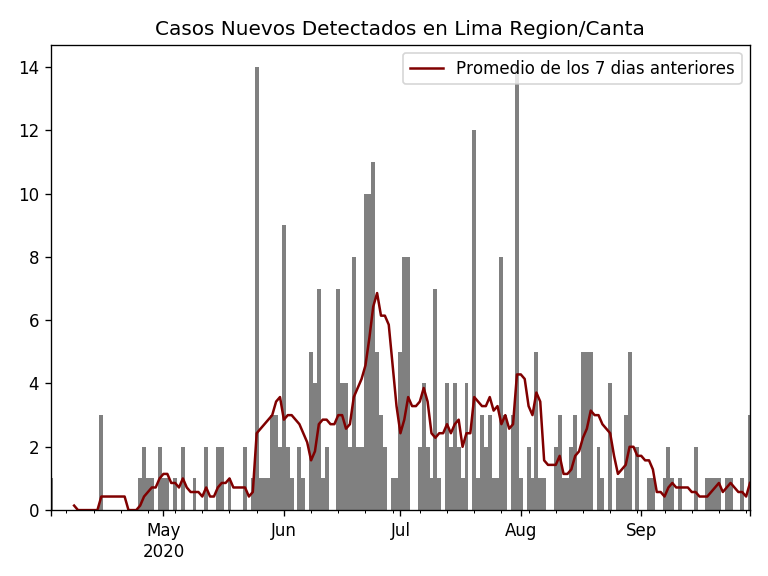 Casos Nuevos Detectados en Lima Region/Canta
Promedio de los 7 dias anteriores
14
12
10
8
6
4
2
0
May
2020
Jun
Jul
Aug
Sep